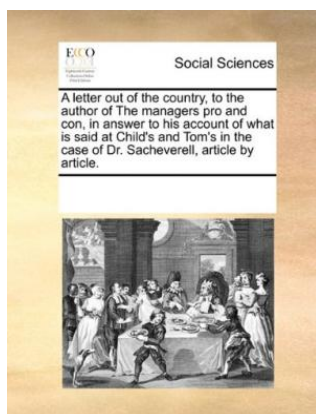 ECCO
Social Sciences
A letter out of the country, to the
author of The managers pro and
con, in answer to his account of what
is said at Child's and Tom's in the
case of Dr. Sacheverell, article by
article.